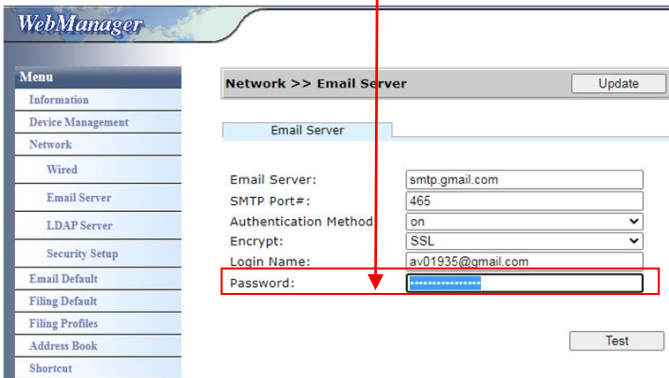 WebManager
Menu
Information
Device Management
Network
Wired
Email Server
LDAP Server
Security Setup
Email Default
Filing Default
Filing Profiles
Address Book
Shortcut
Network >> Email Server
Update
Email Server
Email Server: smtp.gmail.com
SMTP Port#: 465
Authentication Method: on
Encrypt: SSL
Login Name: av01935@gmail.com
Password: ••••••••••••••••
Test